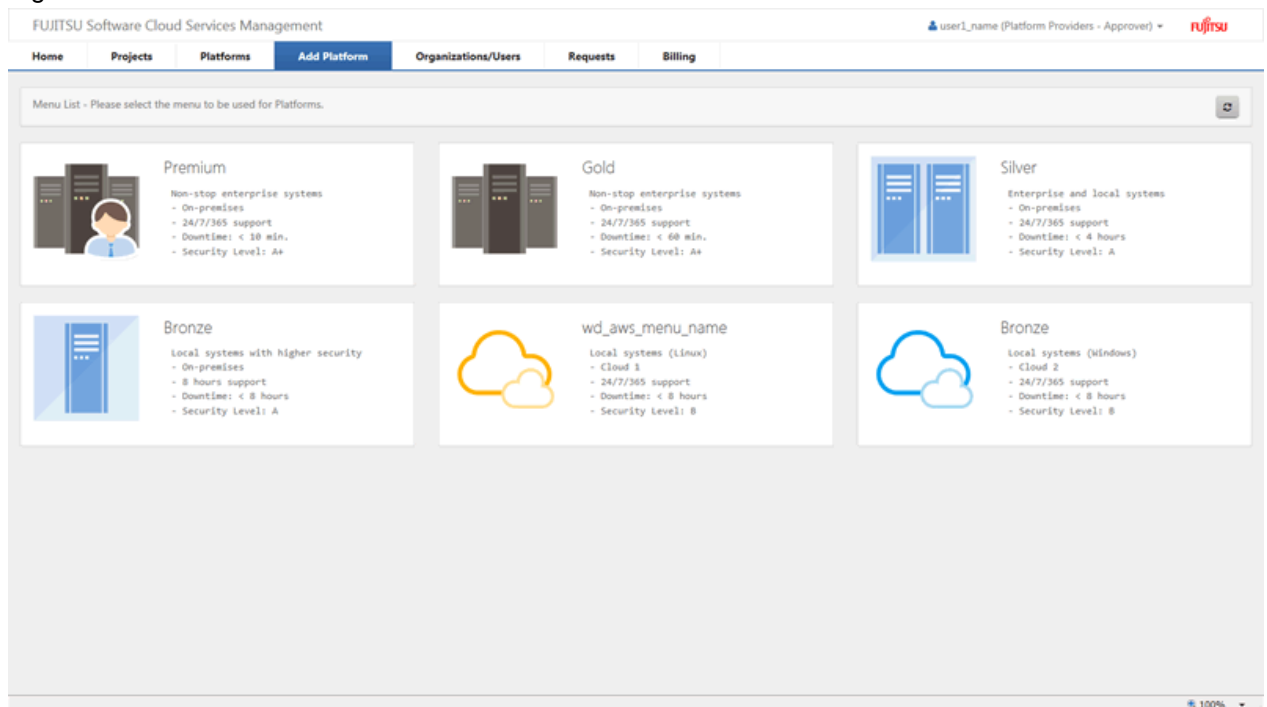 FUJITSU Software Cloud Services Management
user1_name (Platform Providers - Approver)
FUJITSU
Home Projects Platforms Add Platform Organizations/Users Requests Billing
Menu List - Please select the menu to be used for Platforms.
Premium
Non-stop enterprise systems
- On-premises
- 24/7/365 support
- Downtime: < 10 min.
- Security Level: A+
Gold
Non-stop enterprise systems
- On-premises
- 24/7/365 support
- Downtime: < 60 min.
- Security Level: A+
Silver
Enterprise and local systems
- On-premises
- 24/7/365 support
- Downtime: < 4 hours
- Security Level: A
Bronze
Local systems with higher security
- On-premises
- 8 hours support
- Downtime: < 8 hours
- Security Level: A
wd_aws_menu_name
Local systems (Linux)
- Cloud 1
- 24/7/365 support
- Downtime: < 8 hours
- Security Level: B
Bronze
Local systems (Windows)
- Cloud 2
- 24/7/365 support
- Downtime: < 8 hours
- Security Level: B
100%